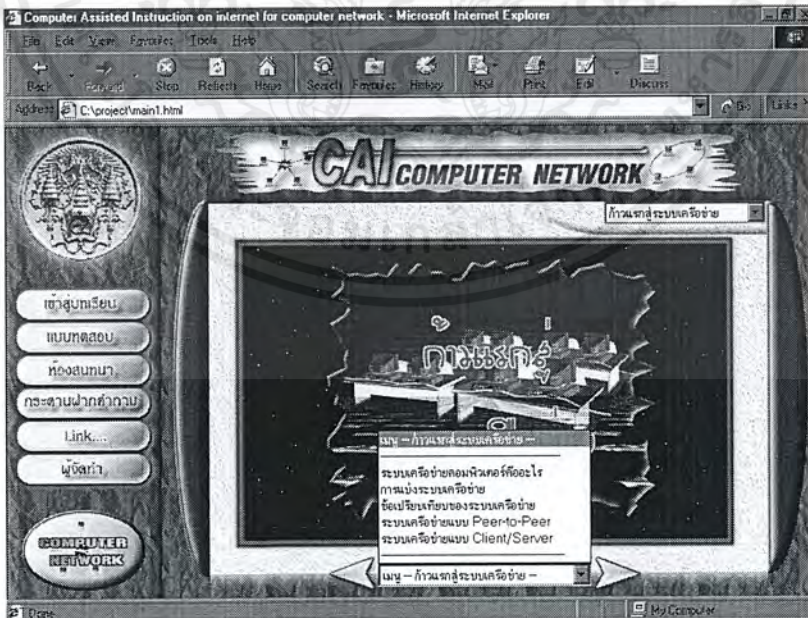 Computer Assisted Instruction on internet for computer network - Microsoft Internet Explorer
File Edit View Favorites Tools Help
Back Forward Stop Refresh Home Search Favorites History Mail Print Edit Discuss
Address C:\project\main1.html Go Links
CAI COMPUTER NETWORK
ก้าวแรกสู่ระบบเครือข่าย
เข้าสู่บทเรียน
แบบทดสอบ
ห้องสนทนา
กระดานฝากคำถาม
Link....
ผู้จัดทำ
COMPUTER
NETWORK
เมนู -- ก้าวแรกสู่ระบบเครือข่าย --
ระบบเครือข่ายคอมพิวเตอร์คืออะไร
การแบ่งระบบเครือข่าย
ข้อเปรียบเทียบของระบบเครือข่าย
ระบบเครือข่ายแบบ Peer-to-Peer
ระบบเครือข่ายแบบ Client/Server
เมนู -- ก้าวแรกสู่ระบบเครือข่าย --
Done My Computer